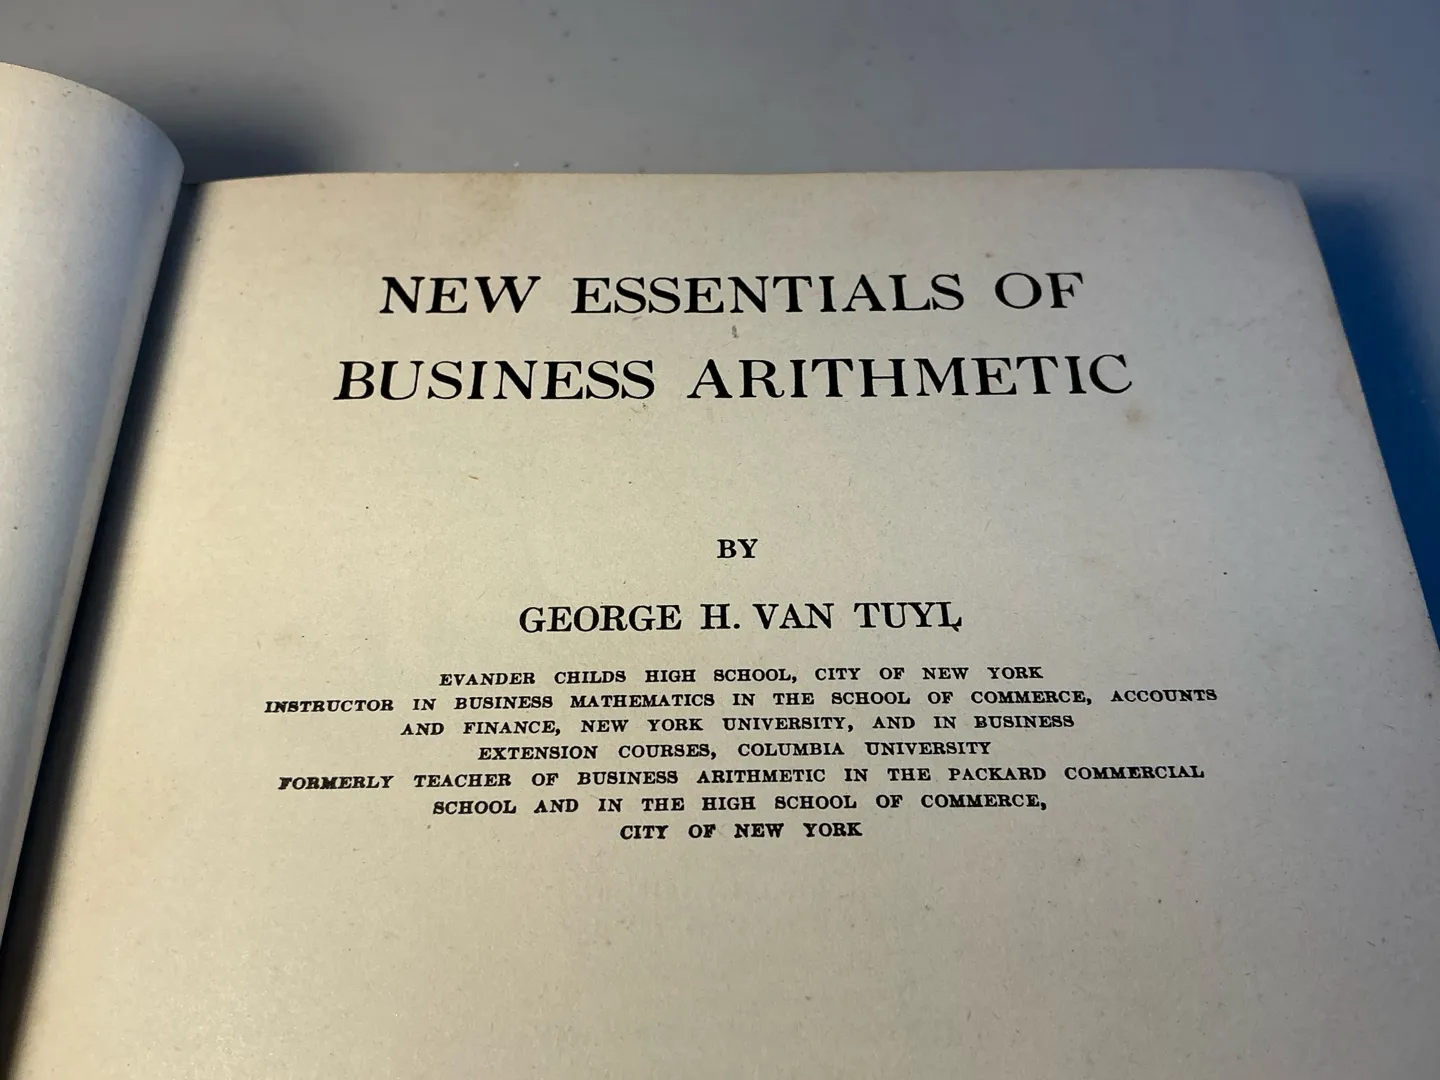 NEW ESSENTIALS OF
BUSINESS ARITHMETIC
BY
GEORGE H. VAN TUYL
EVANDER CHILDS HIGH SCHOOL, CITY OF NEW YORK
INSTRUCTOR IN BUSINESS MATHEMATICS IN THE SCHOOL OF COMMERCE, ACCOUNTS
AND FINANCE, NEW YORK UNIVERSITY, AND IN BUSINESS
EXTENSION COURSES, COLUMBIA UNIVERSITY
FORMERLY TEACHER OF BUSINESS ARITHMETIC IN THE PACKARD COMMERCIAL
SCHOOL AND IN THE HIGH SCHOOL OF COMMERCE,
CITY OF NEW YORK